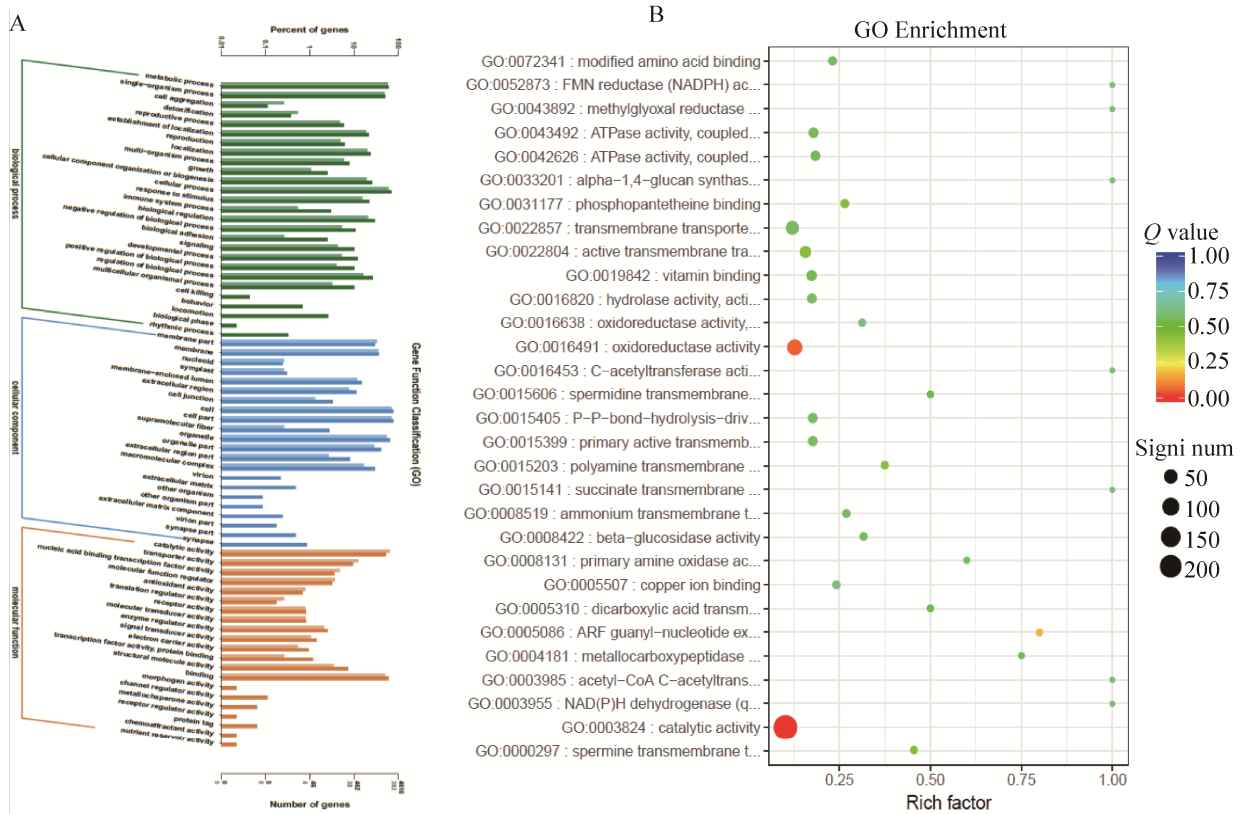 A
Percent of genes
0.01
0.1
1
10
100
metabolic process
single-organism process
cell aggregation
detoxification
reproductive process
establishment of localization
reproduction
localization
multi-organism process
growth
cellular component organization or biogenesis
cellular process
response to stimulus
immune system process
biological regulation
negative regulation of biological process
biological adhesion
signaling
developmental process
positive regulation of biological process
regulation of biological process
multicellular organismal process
cell killing
behavior
locomotion
biological phase
rhythmic process
membrane part
membrane
nucleoid
symplast
membrane-enclosed lumen
extracellular region
cell junction
cell
cell part
supramolecular fiber
organelle
organelle part
extracellular region part
macromolecular complex
virion
extracellular matrix
other organism
other organism part
extracellular matrix component
virion part
synapse part
synapse
catalytic activity
transporter activity
nucleic acid binding transcription factor activity
molecular function regulator
antioxidant activity
translation regulator activity
receptor activity
molecular transducer activity
enzyme regulator activity
signal transducer activity
electron carrier activity
transcription factor activity, protein binding
structural molecule activity
binding
morphogen activity
channel regulator activity
metallochaperone activity
receptor regulator activity
protein tag
chemoattractant activity
nutrient reservoir activity
biological process
cellular component
molecular function
Gene Function Classification (GO)
Number of genes
B
GO Enrichment
GO:0072341 : modified amino acid binding
GO:0052873 : FMN reductase (NADPH) ac...
GO:0043892 : methylglyoxal reductase ...
GO:0043492 : ATPase activity, coupled...
GO:0042626 : ATPase activity, coupled...
GO:0033201 : alpha-1,4-glucan synthas...
GO:0031177 : phosphopantetheine binding
GO:0022857 : transmembrane transporte...
GO:0022804 : active transmembrane tra...
GO:0019842 : vitamin binding
GO:0016820 : hydrolase activity, acti...
GO:0016638 : oxidoreductase activity,...
GO:0016491 : oxidoreductase activity
GO:0016453 : C-acetyltransferase acti...
GO:0015606 : spermidine transmembrane...
GO:0015405 : P-P-bond-hydrolysis-driv...
GO:0015399 : primary active transmemb...
GO:0015203 : polyamine transmembrane ...
GO:0015141 : succinate transmembrane ...
GO:0008519 : ammonium transmembrane t...
GO:0008422 : beta-glucosidase activity
GO:0008131 : primary amine oxidase ac...
GO:0005507 : copper ion binding
GO:0005310 : dicarboxylic acid transm...
GO:0005086 : ARF guanyl-nucleotide ex...
GO:0004181 : metallocarboxypeptidase ...
GO:0003985 : acetyl-CoA C-acetyltrans...
GO:0003955 : NAD(P)H dehydrogenase (q...
GO:0003824 : catalytic activity
GO:0000297 : spermine transmembrane t...
0.25
0.50
0.75
1.00
Rich factor
Q value
1.00
0.75
0.50
0.25
0.00
Signi num
50
100
150
200